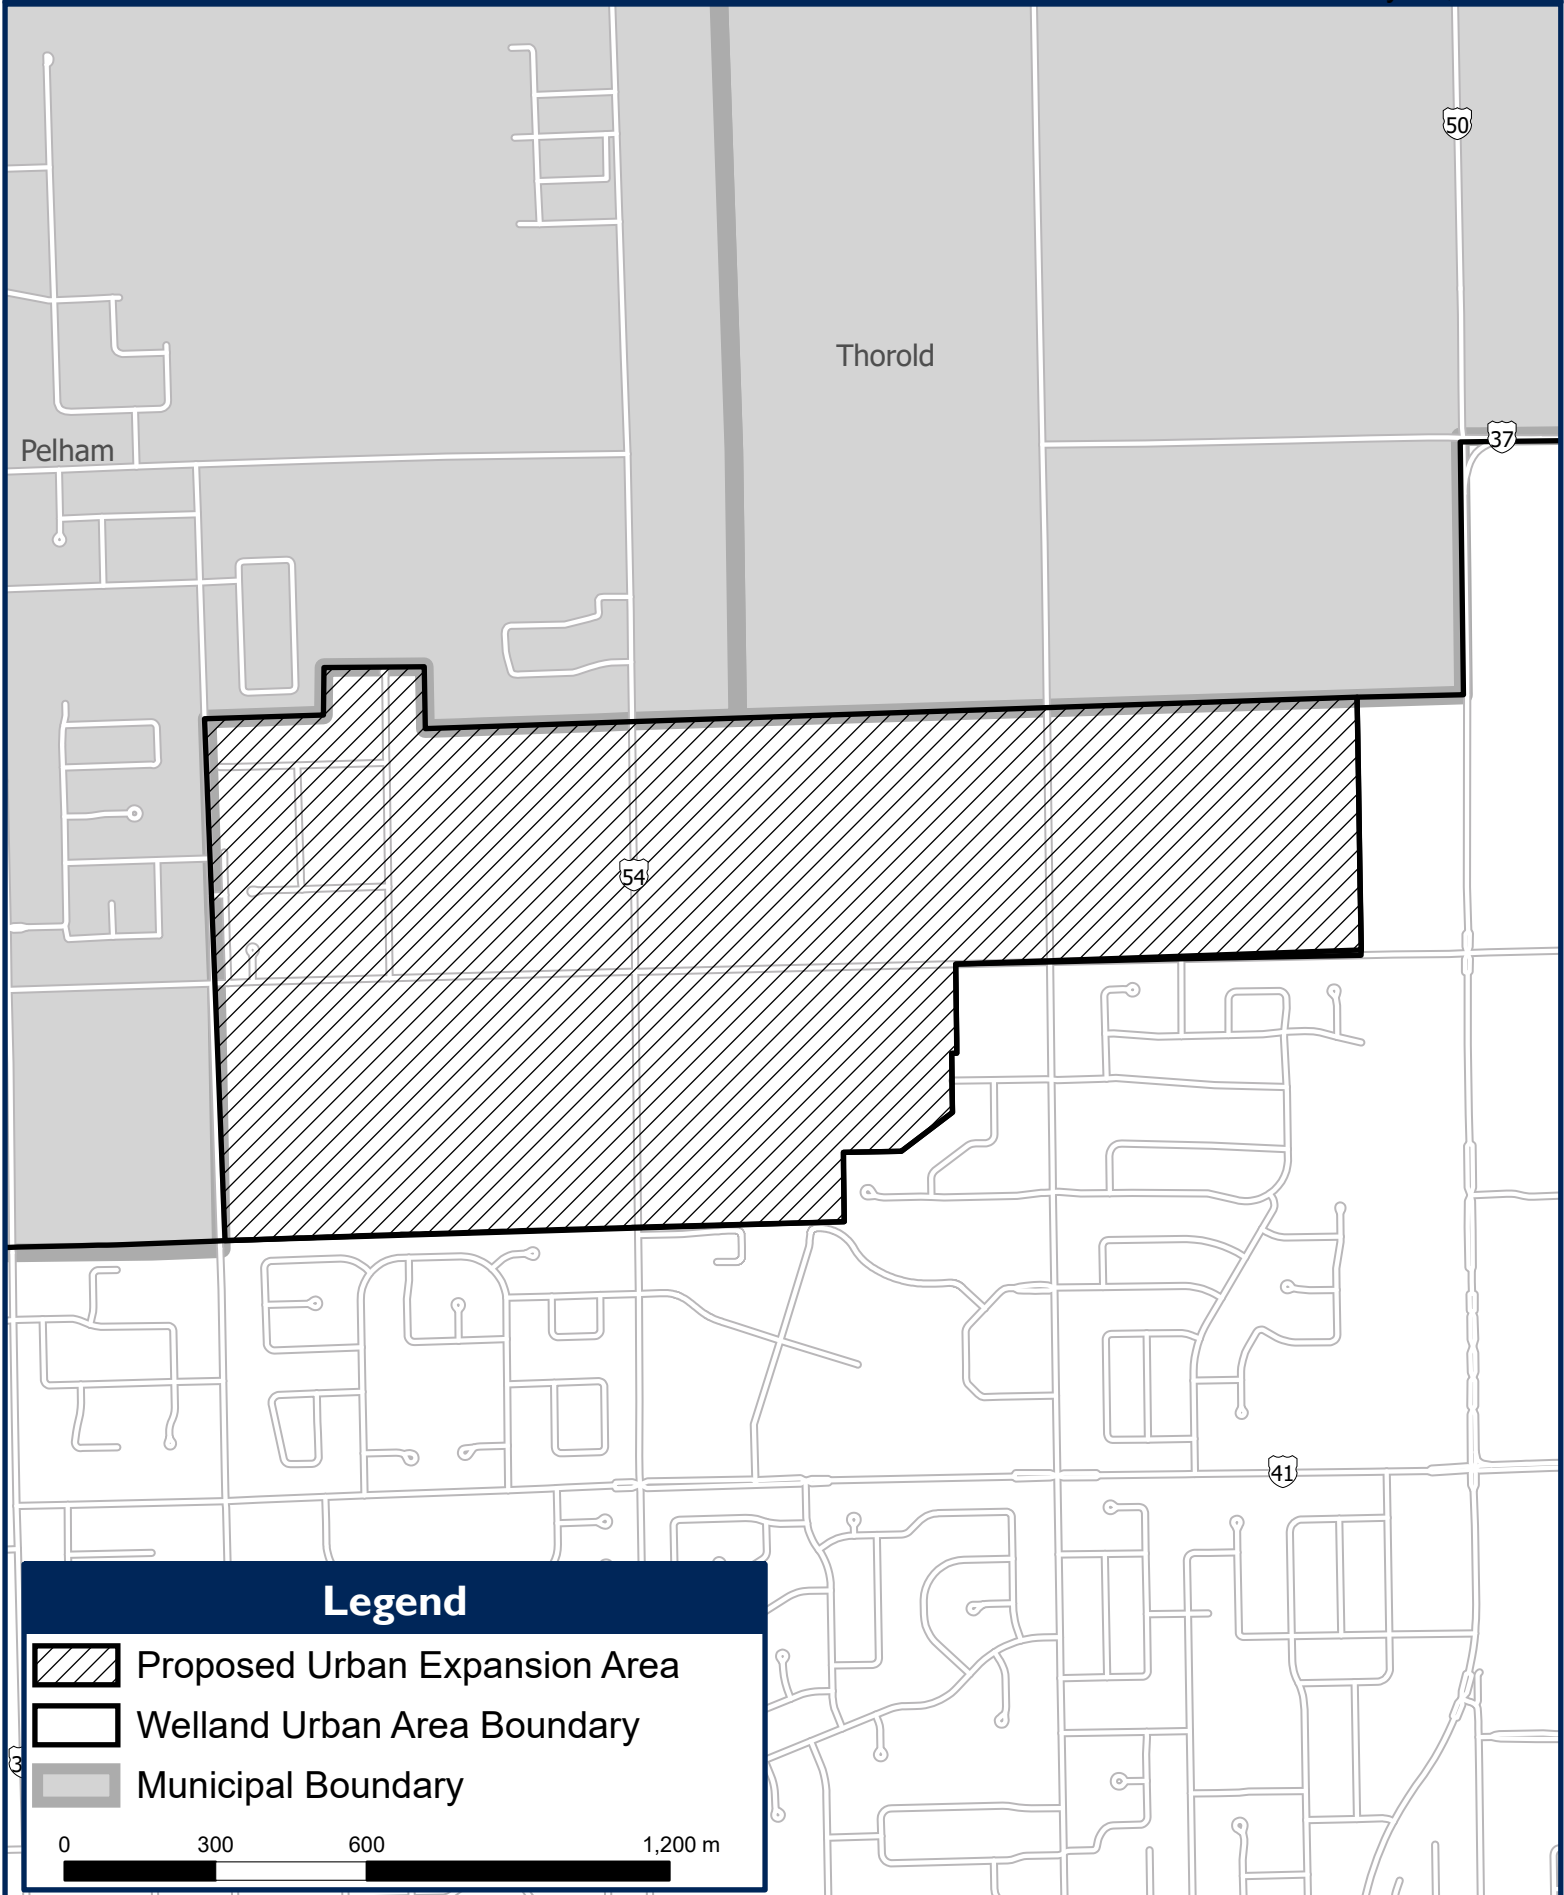 50
Thorold
37
Pelham
54
41
Legend
Proposed Urban Expansion Area
Welland Urban Area Boundary
3
Municipal Boundary
0 300 600 1,200 m